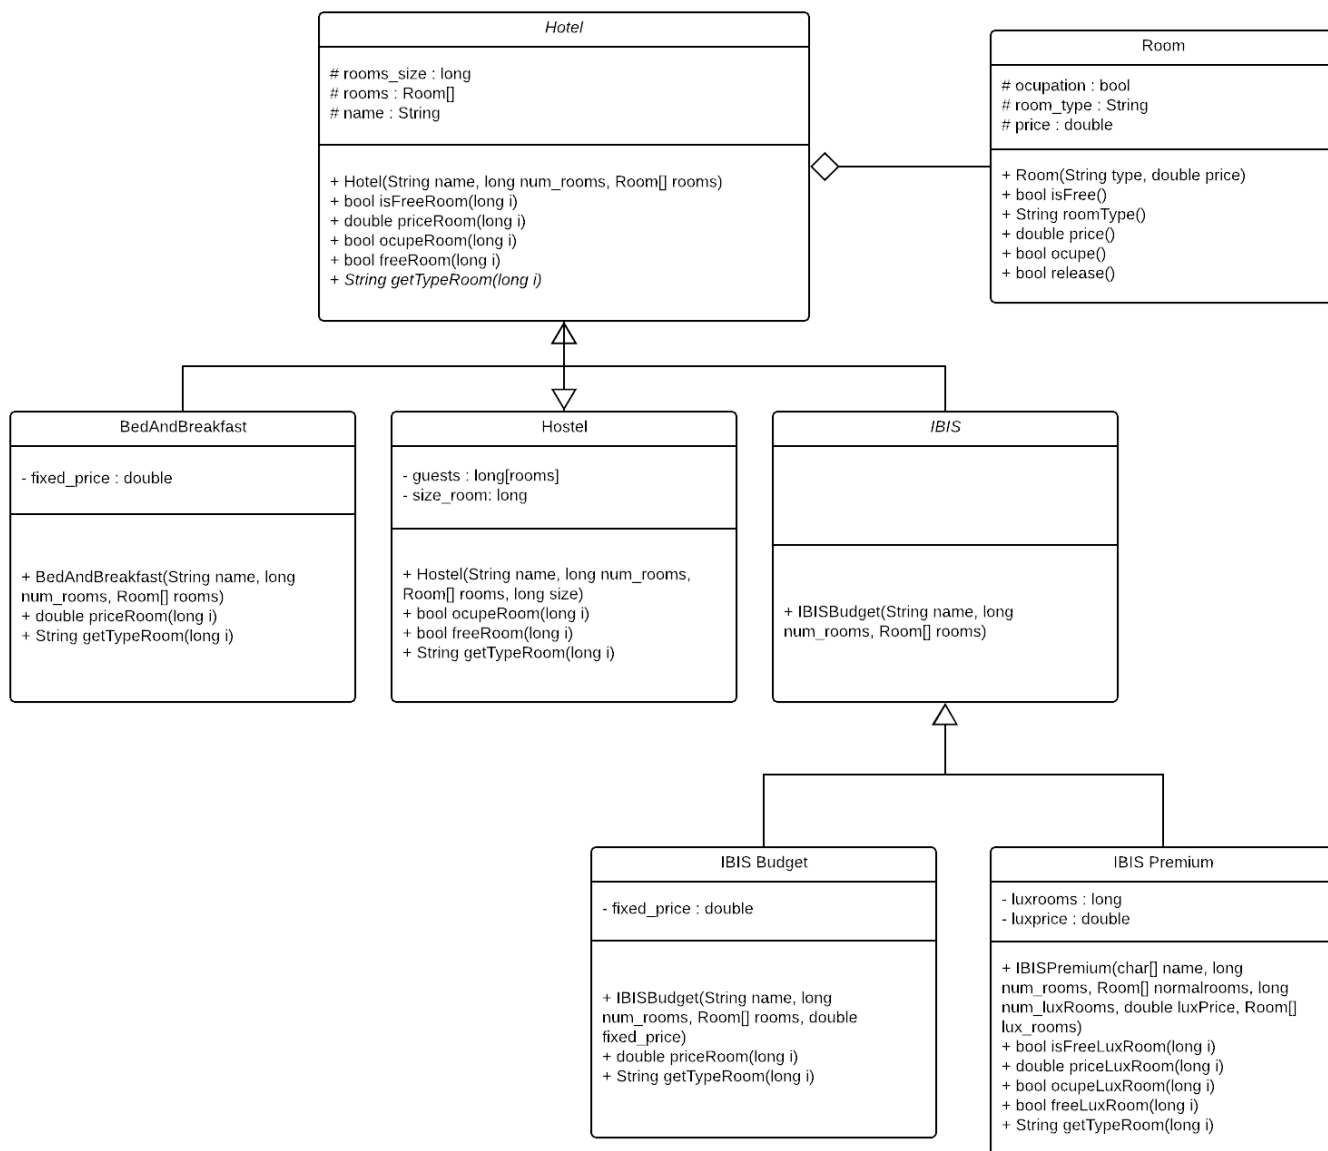 Hotel
# rooms_size : long
# rooms : Room[]
# name : String
+ Hotel(String name, long num_rooms, Room[] rooms)
+ bool isFreeRoom(long i)
+ double priceRoom(long i)
+ bool ocupeRoom(long i)
+ bool freeRoom(long i)
+ String getTypeRoom(long i)
Room
# ocupation : bool
# room_type : String
# price : double
+ Room(String type, double price)
+ bool isFree()
+ String roomType()
+ double price()
+ bool ocupe()
+ bool release()
BedAndBreakfast
- fixed_price : double
+ BedAndBreakfast(String name, long
num_rooms, Room[] rooms)
+ double priceRoom(long i)
+ String getTypeRoom(long i)
Hostel
- guests : long[rooms]
- size_room: long
+ Hostel(String name, long num_rooms,
Room[] rooms, long size)
+ bool ocupeRoom(long i)
+ bool freeRoom(long i)
+ String getTypeRoom(long i)
IBIS
+ IBISBudget(String name, long
num_rooms, Room[] rooms)
IBIS Budget
- fixed_price : double
+ IBISBudget(String name, long
num_rooms, Room[] rooms, double
fixed_price)
+ double priceRoom(long i)
+ String getTypeRoom(long i)
IBIS Premium
- luxrooms : long
- luxprice : double
+ IBISPremium(char[] name, long
num_rooms, Room[] normalrooms, long
num_luxRooms, double luxPrice, Room[]
lux_rooms)
+ bool isFreeLuxRoom(long i)
+ double priceLuxRoom(long i)
+ bool ocupeLuxRoom(long i)
+ bool freeLuxRoom(long i)
+ String getTypeRoom(long i)